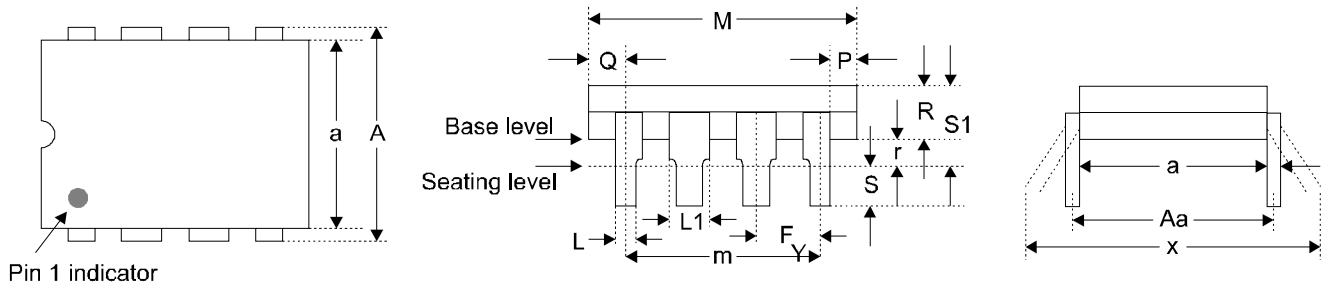 a
A
Pin 1 indicator
M
Q
P
R
S1
Base level
r
Seating level
S
L
L1
F
Y
m
a
Aa
x